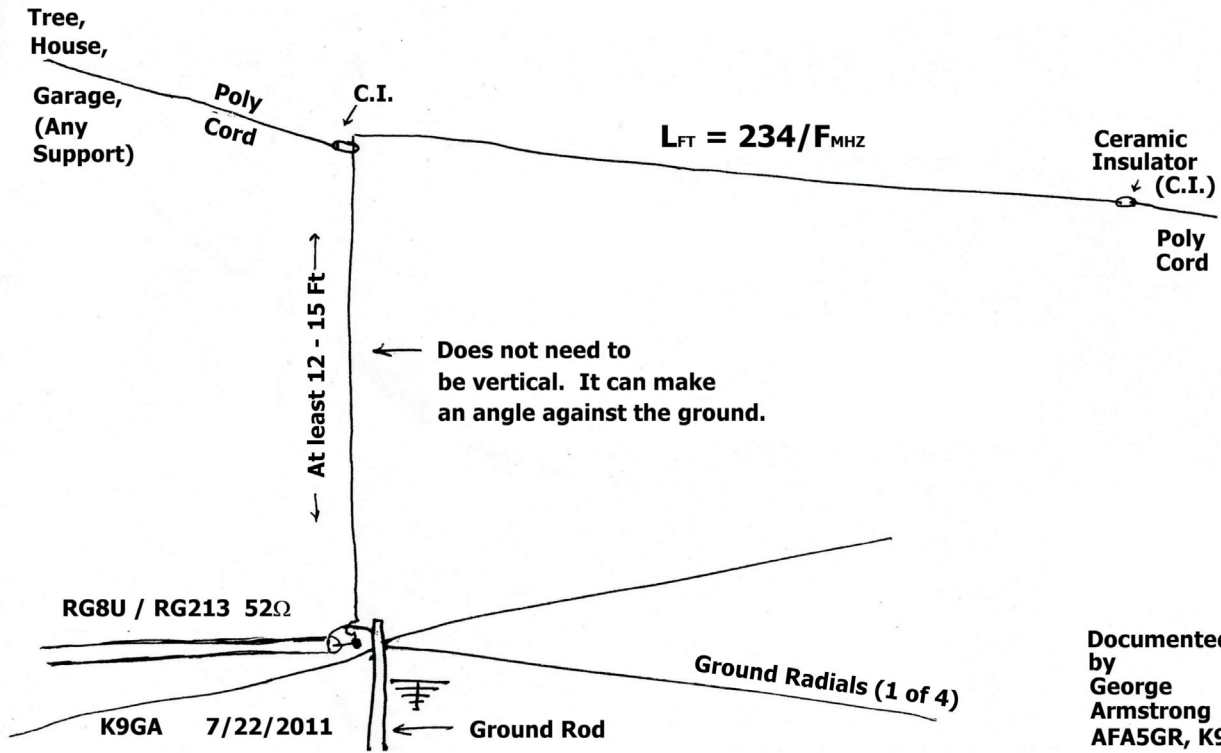 Tree,
House,
Garage,
(Any
Support)
Poly
Cord
C.I.
LFT = 234/FMHZ
Ceramic
Insulator
(C.I.)
Poly
Cord
At least 12 - 15 Ft
Does not need to
be vertical. It can make
an angle against the ground.
RG8U / RG213 52Ω
Ground Radials (1 of 4)
K9GA 7/22/2011
Ground Rod
Documented
by
George
Armstrong
AFA5GR, K9